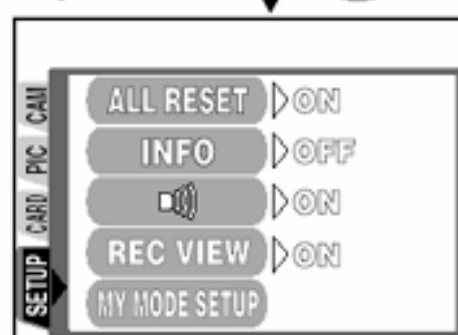 CAM
PIC
CARD
SETUP
ALL RESET ON
INFO OFF
ON
REC VIEW ON
MY MODE SETUP